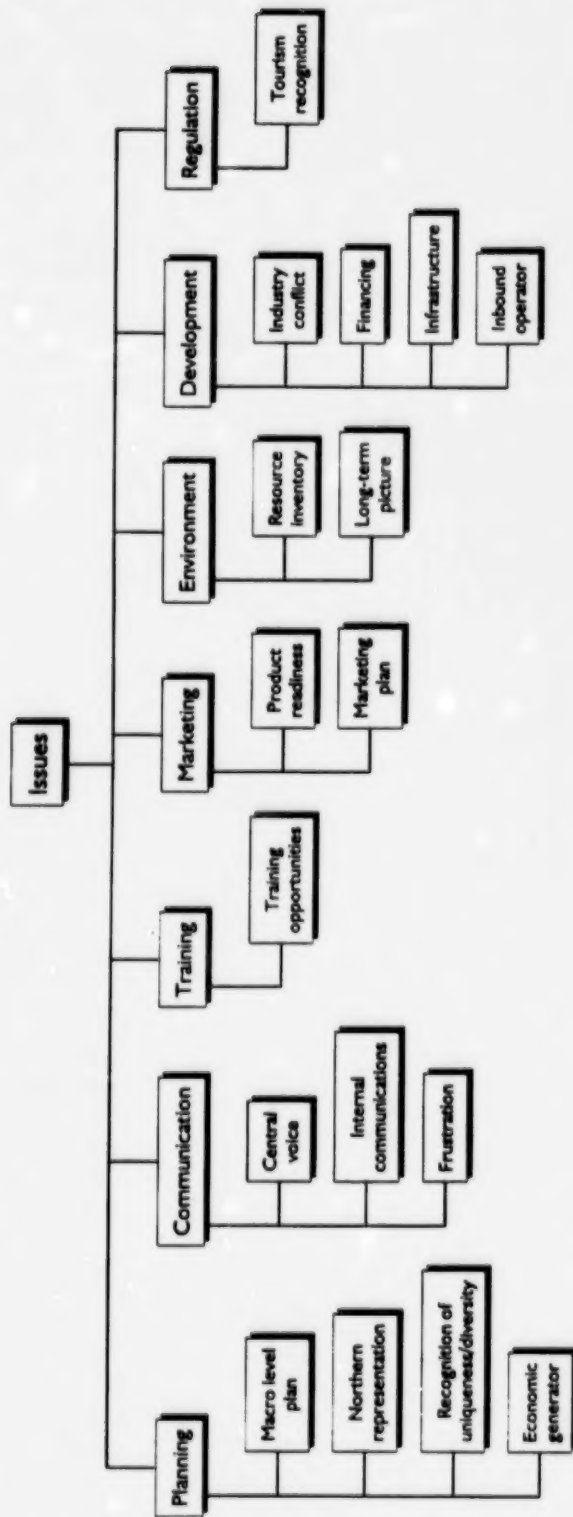 Issues
Planning
Macro level
plan
Northern
representation
Recognition of
uniqueness/diversity
Economic
generator
Communication
Central
voice
Internal
communications
Frustration
Training
Training
opportunities
Marketing
Product
readiness
Marketing
plan
Environment
Resource
inventory
Long-term
picture
Development
Industry
conflict
Financing
Infrastructure
Inbound
operator
Regulation
Tourism
recognition